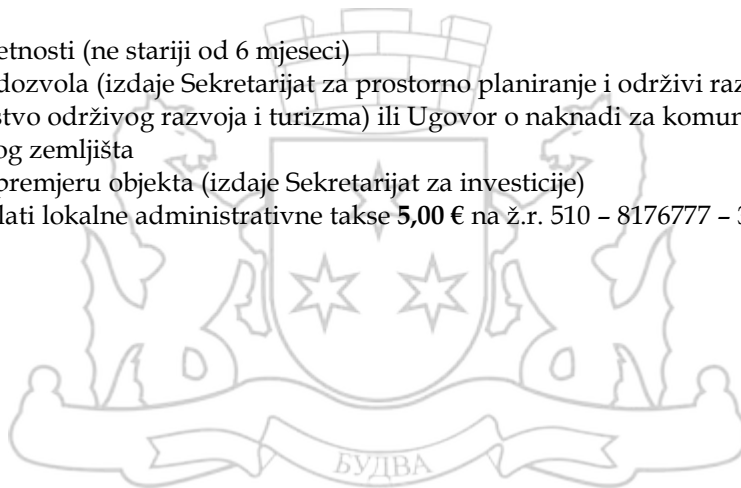 etnosti (ne stariji od 6 mjeseci)
dozvola (izdaje Sekretarijat za prostorno planiranje i održivi raz
stvo održivog razvoja i turizma) ili Ugovor o naknadi za komun
og zemljišta
premjeru objekta (izdaje Sekretarijat za investicije)
lati lokalne administrativne takse 5,00 € na ž.r. 510 – 8176777 – 3
БУДВА